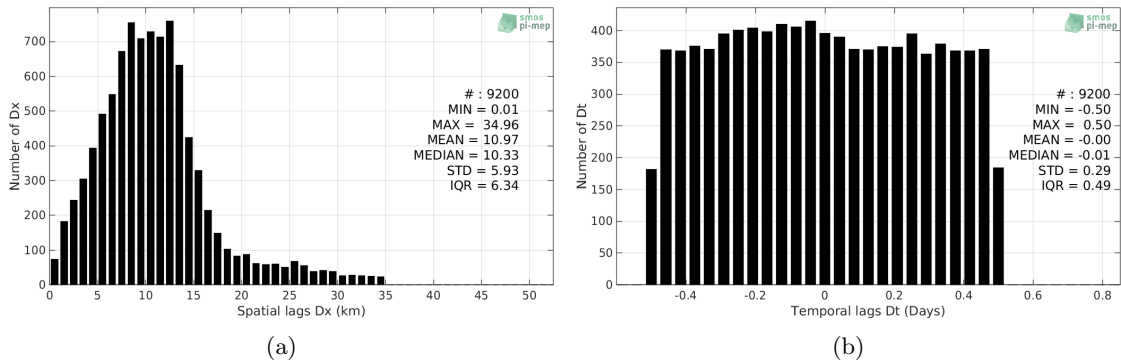 smos
pi-mep
700
600
500
400
300
200
100
0
Number of Dx
# : 9200
MIN = 0.01
MAX = 34.96
MEAN = 10.97
MEDIAN = 10.33
STD = 5.93
IQR = 6.34
0 5 10 15 20 25 30 35 40 45 50
Spatial lags Dx (km)
(a)
smos
pi-mep
400
350
300
250
200
150
100
50
0
Number of Dt
# : 9200
MIN = -0.50
MAX = 0.50
MEAN = -0.00
MEDIAN = -0.01
STD = 0.29
IQR = 0.49
-0.4 -0.2 0 0.2 0.4 0.6 0.8
Temporal lags Dt (Days)
(b)